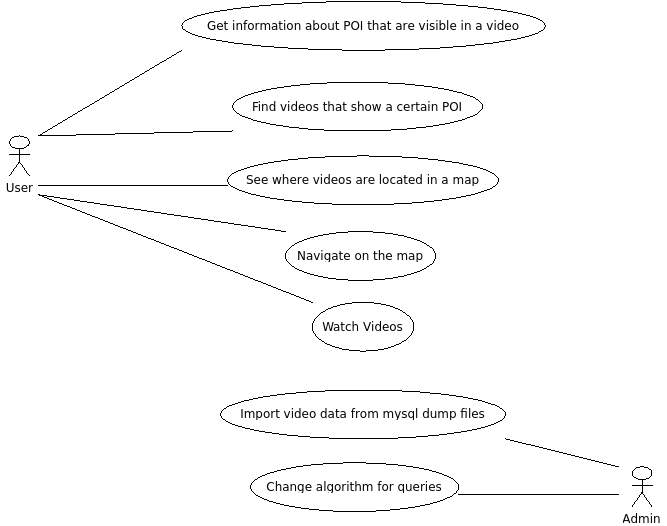 Get information about POI that are visible in a video
Find videos that show a certain POI
User
See where videos are located in a map
Navigate on the map
Watch Videos
Import video data from mysql dump files
Change algorithm for queries
Admin